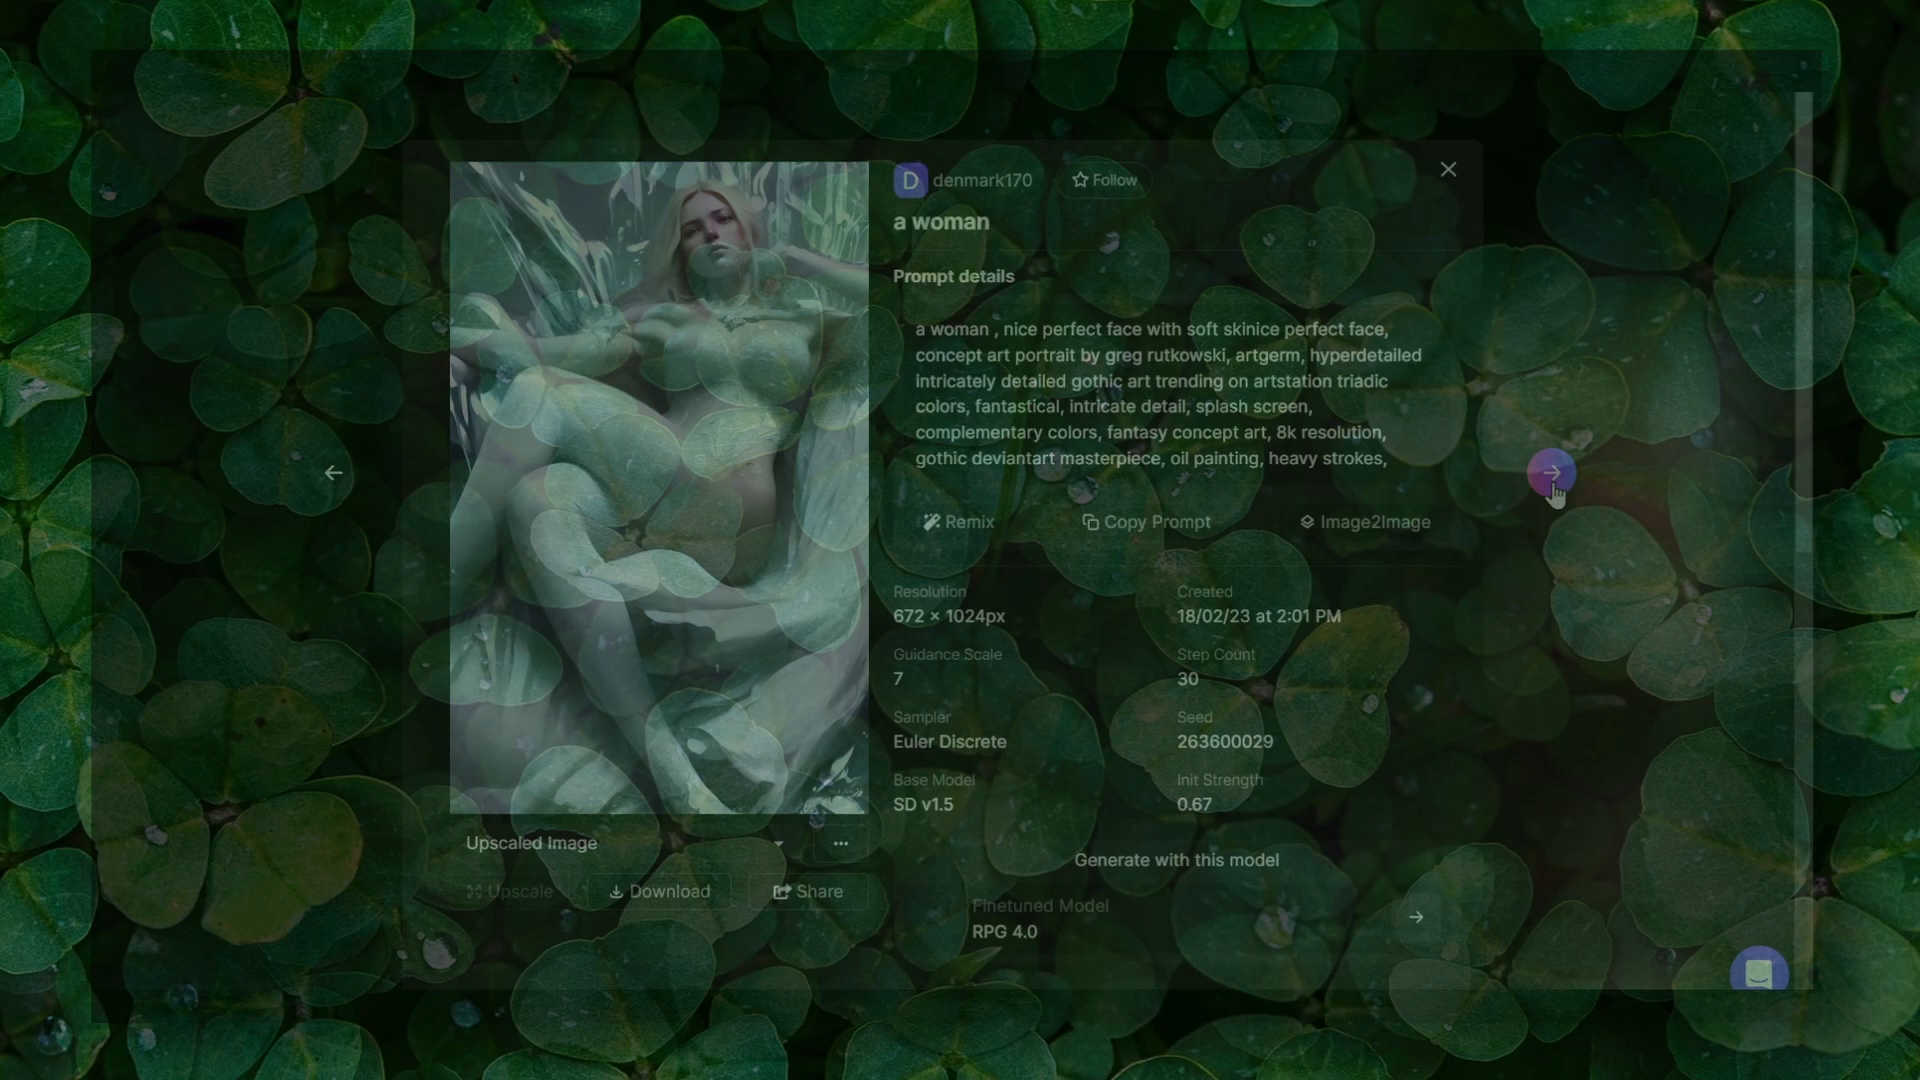 D denmark170
Follow
a woman
Prompt details
a woman , nice perfect face with soft skinice perfect face,
concept art portrait by greg rutkowski, artgerm, hyperdetailed
intricately detailed gothic art trending on artstation triadic
colors, fantastical, intricate detail, splash screen,
complementary colors, fantasy concept art, 8k resolution,
gothic deviantart masterpiece, oil painting, heavy strokes,
Remix
Copy Prompt
Image2Image
Resolution
672 × 1024px
Created
18/02/23 at 2:01 PM
Guidance Scale
7
Step Count
30
Sampler
Euler Discrete
Seed
263600029
Base Model
SD v1.5
Init Strength
0.67
Upscaled Image
Upscale
Download
Share
Generate with this model
Finetuned Model
RPG 4.0